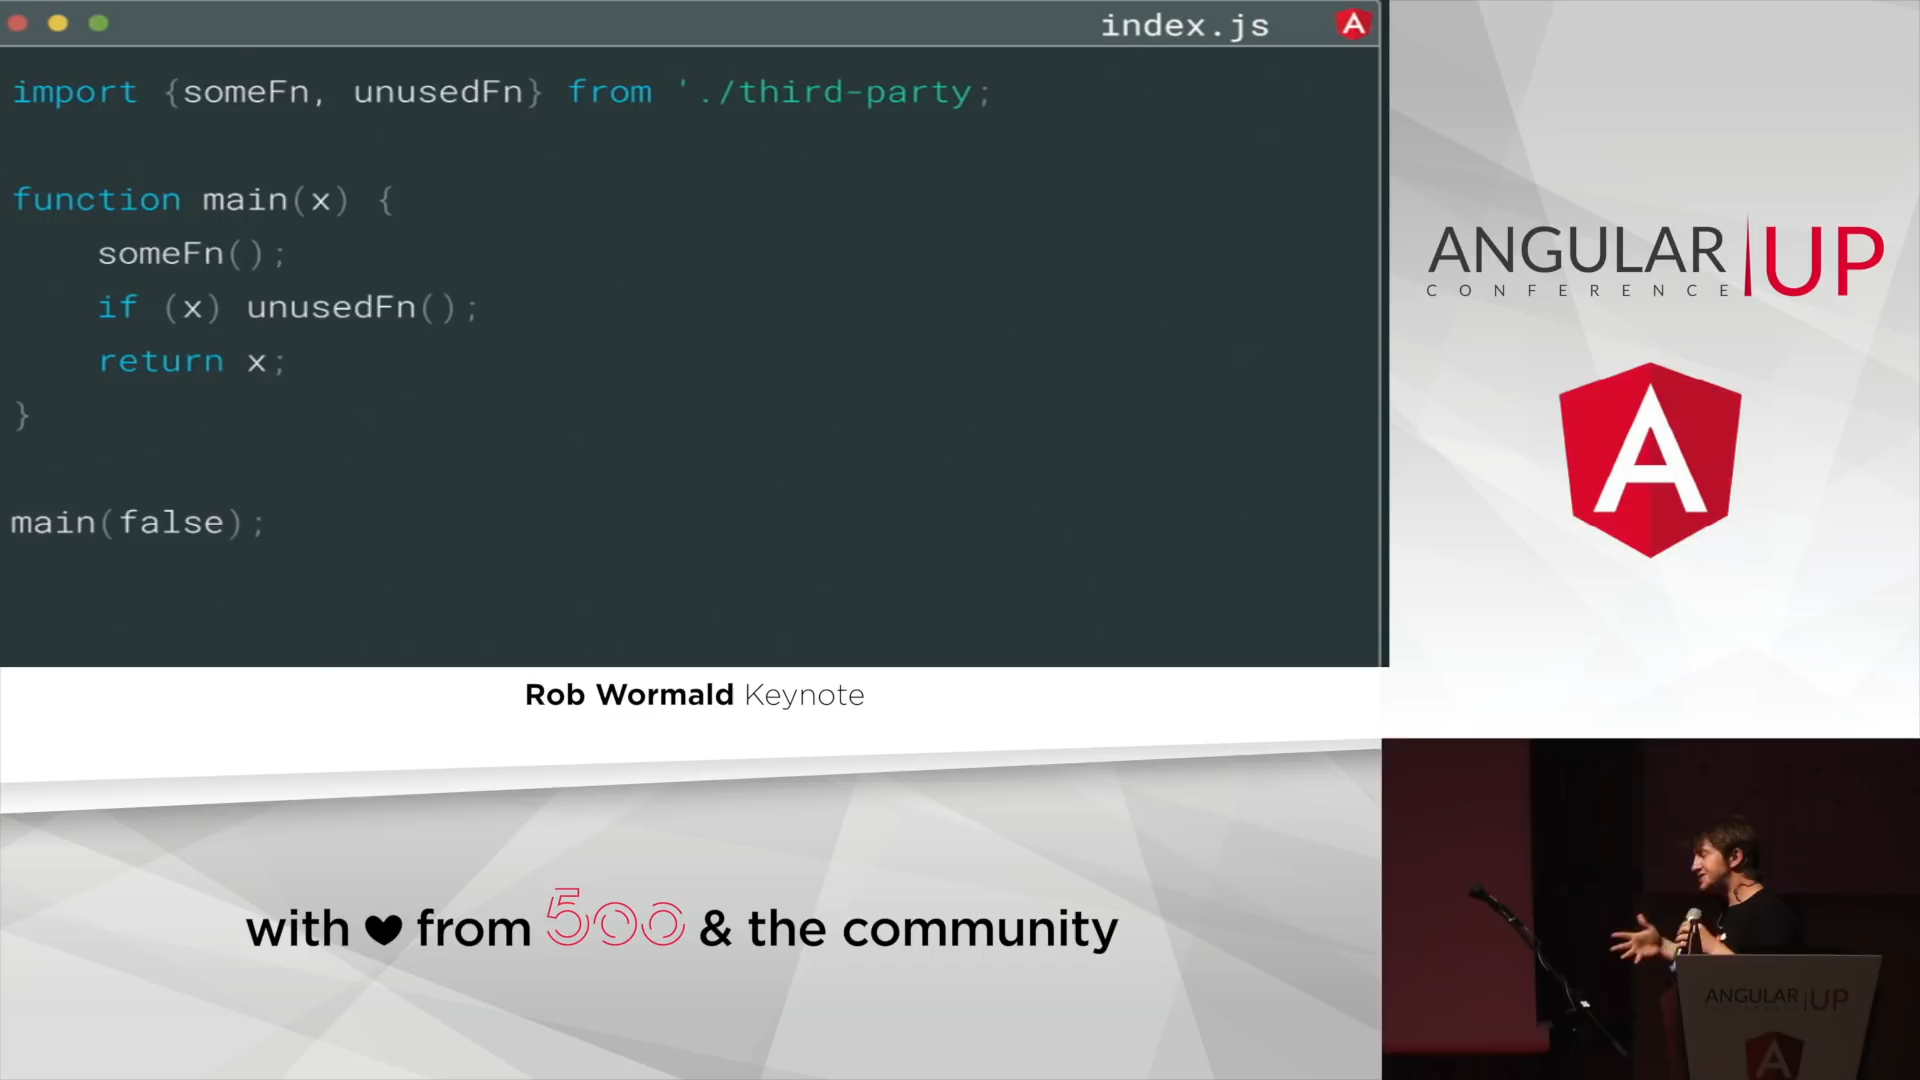 index.js
import {someFn, unusedFn} from './third-party;
function main(x) {
someFn();
if (x) unusedFn();
return x;
}
main(false);
ANGULAR UP
CONFERENCE
Rob Wormald Keynote
with ♥ from 500 & the community
ANGULAR UP